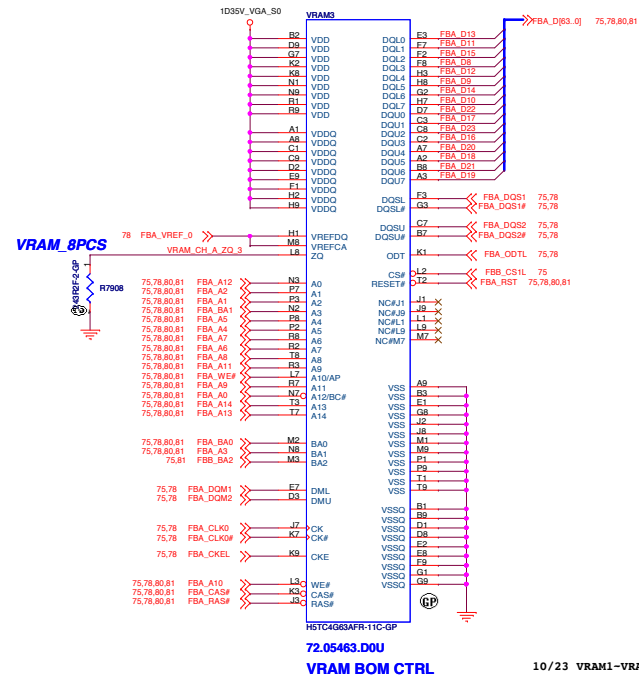 1D35V_VGA_S0
VRAM3
FBA_D[63..0] 75,78,80,81
B2 VDD DQL0 E3 FBA_D13
D9 VDD DQL1 F7 FBA_D11
G7 VDD DQL2 F2 FBA_D15
K2 VDD DQL3 F8 FBA_D8
K8 VDD DQL4 H3 FBA_D12
N1 VDD DQL5 H8 FBA_D9
N9 VDD DQL6 G2 FBA_D14
R1 VDD DQL7 H7 FBA_D10
R9 VDD DQU0 D7 FBA_D22
DQU1 C3 FBA_D17
A1 VDDQ DQU2 C8 FBA_D23
A8 VDDQ DQU3 C2 FBA_D16
C1 VDDQ DQU4 A7 FBA_D20
C9 VDDQ DQU5 A2 FBA_D18
D2 VDDQ DQU6 B8 FBA_D21
E9 VDDQ DQU7 A3 FBA_D19
F1 VDDQ
H2 VDDQ DQSL F3 FBA_DQS1 75,78
H9 VDDQ DQSL# G3 FBA_DQS1# 75,78
DQSU C7 FBA_DQS2 75,78
78 FBA_VREF_0 H1 VREFDQ DQSU# B7 FBA_DQS2# 75,78
M8 VREFCA
VRAM_8PCS
VRAM_CH_A_ZQ_3 L8 ZQ ODT K1 FBA_ODTL 75,78
1
243R2F-2-GP
R7908
CS# L2 FBB_CS1L 75
RESET# T2 FBA_RST 75,78,80,81
75,78,80,81 FBA_A12 N3 A0
75,78,80,81 FBA_A2 P7 A1
75,78,80,81 FBA_A1 P3 A2 NC#J1 J1
75,78,80,81 FBA_BA1 N2 A3 NC#J9 J9
75,78,80,81 FBA_A5 P8 A4 NC#L1 L1
75,78,80,81 FBA_A4 P2 A5 NC#L9 L9
75,78,80,81 FBA_A7 R8 A6 NC#M7 M7
75,78,80,81 FBA_A6 R2 A7
75,78,80,81 FBA_A8 T8 A8
75,78,80,81 FBA_A11 R3 A9
75,78,80,81 FBA_WE# L7 A10/AP
75,78,80,81 FBA_A9 R7 A11 VSS A9
75,78,80,81 FBA_A0 N7 A12/BC# VSS B3
75,78,80,81 FBA_A14 T3 A13 VSS E1
75,78,80,81 FBA_A13 T7 A14 VSS G8
VSS J2
VSS J8
75,78,80,81 FBA_BA0 M2 BA0 VSS M1
75,78,80,81 FBA_A3 N8 BA1 VSS M9
75,81 FBB_BA2 M3 BA2 VSS P1
VSS P9
VSS T1
75,78 FBA_DQM1 E7 DML VSS T9
75,78 FBA_DQM2 D3 DMU
VSSQ B1
VSSQ B9
75,78 FBA_CLK0 J7 CK VSSQ D1
75,78 FBA_CLK0# K7 CK# VSSQ D8
VSSQ E2
75,78 FBA_CKEL K9 CKE VSSQ E8
VSSQ F9
VSSQ G1
75,78,80,81 FBA_A10 L3 WE# VSSQ G9
75,78,80,81 FBA_CAS# K3 CAS#
75,78,80,81 FBA_RAS# J3 RAS#
GP
H5TC4G63AFR-11C-GP
72.05463.D0U
VRAM BOM CTRL
10/23 VRAM1-VRA